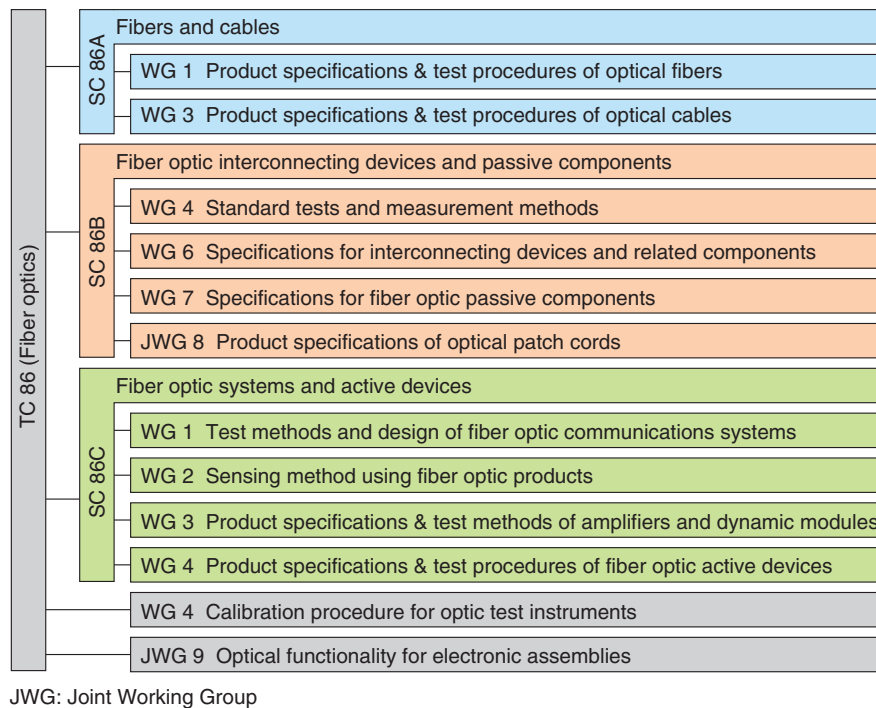 TC 86 (Fiber optics)
SC 86A
Fibers and cables
WG 1 Product specifications & test procedures of optical fibers
WG 3 Product specifications & test procedures of optical cables
SC 86B
Fiber optic interconnecting devices and passive components
WG 4 Standard tests and measurement methods
WG 6 Specifications for interconnecting devices and related components
WG 7 Specifications for fiber optic passive components
JWG 8 Product specifications of optical patch cords
SC 86C
Fiber optic systems and active devices
WG 1 Test methods and design of fiber optic communications systems
WG 2 Sensing method using fiber optic products
WG 3 Product specifications & test methods of amplifiers and dynamic modules
WG 4 Product specifications & test procedures of fiber optic active devices
WG 4 Calibration procedure for optic test instruments
JWG 9 Optical functionality for electronic assemblies
JWG: Joint Working Group